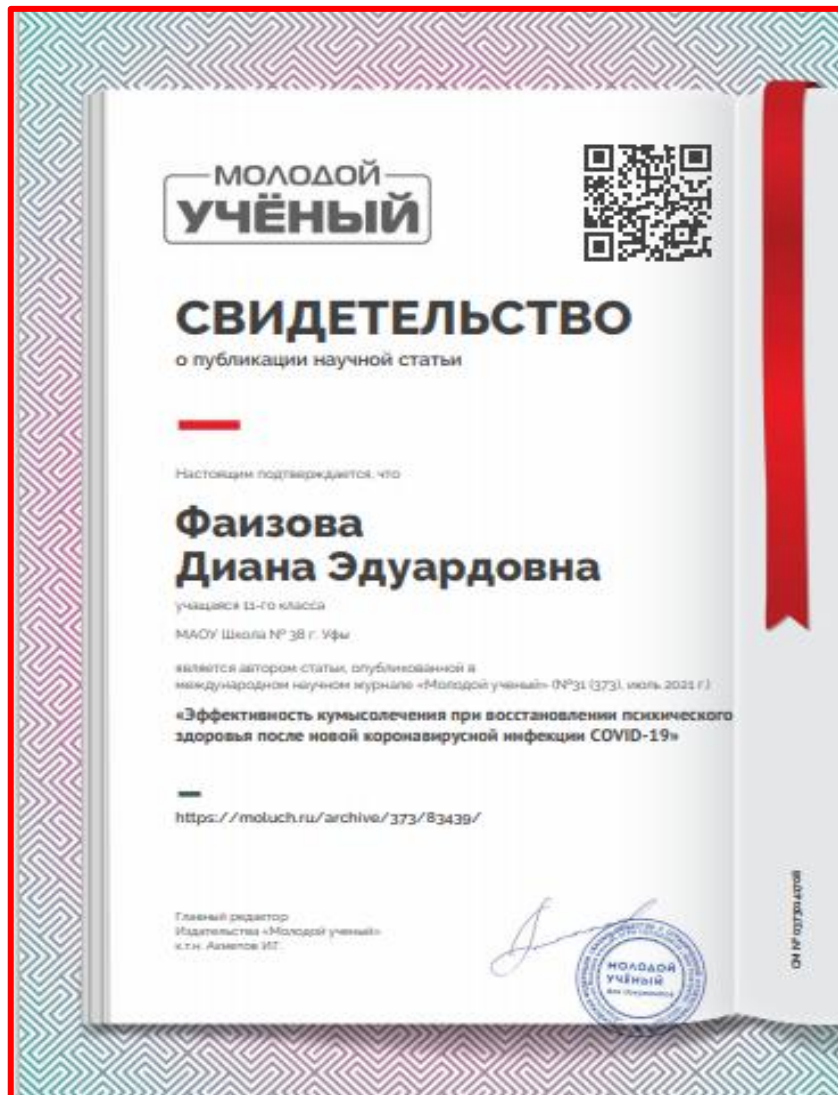 МОЛОДОЙ
УЧЁНЫЙ
СВИДЕТЕЛЬСТВО
о публикации научной статьи
Настоящим подтверждается, что
Фаизова
Диана Эдуардовна
учащаяся 11-го класса
МАОУ Школа № 38 г. Уфы
является автором статьи, опубликованной в
международном научном журнале «Молодой ученый» (№31 (373), июль 2021 г.)
«Эффективность кумысолечения при восстановлении психического
здоровья после новой коронавирусной инфекции COVID-19»
https://moluch.ru/archive/373/83439/
Главный редактор
Издательства «Молодой ученый»
к.т.н. Ахметов И.Г.
МОЛОДОЙ
УЧЁНЫЙ